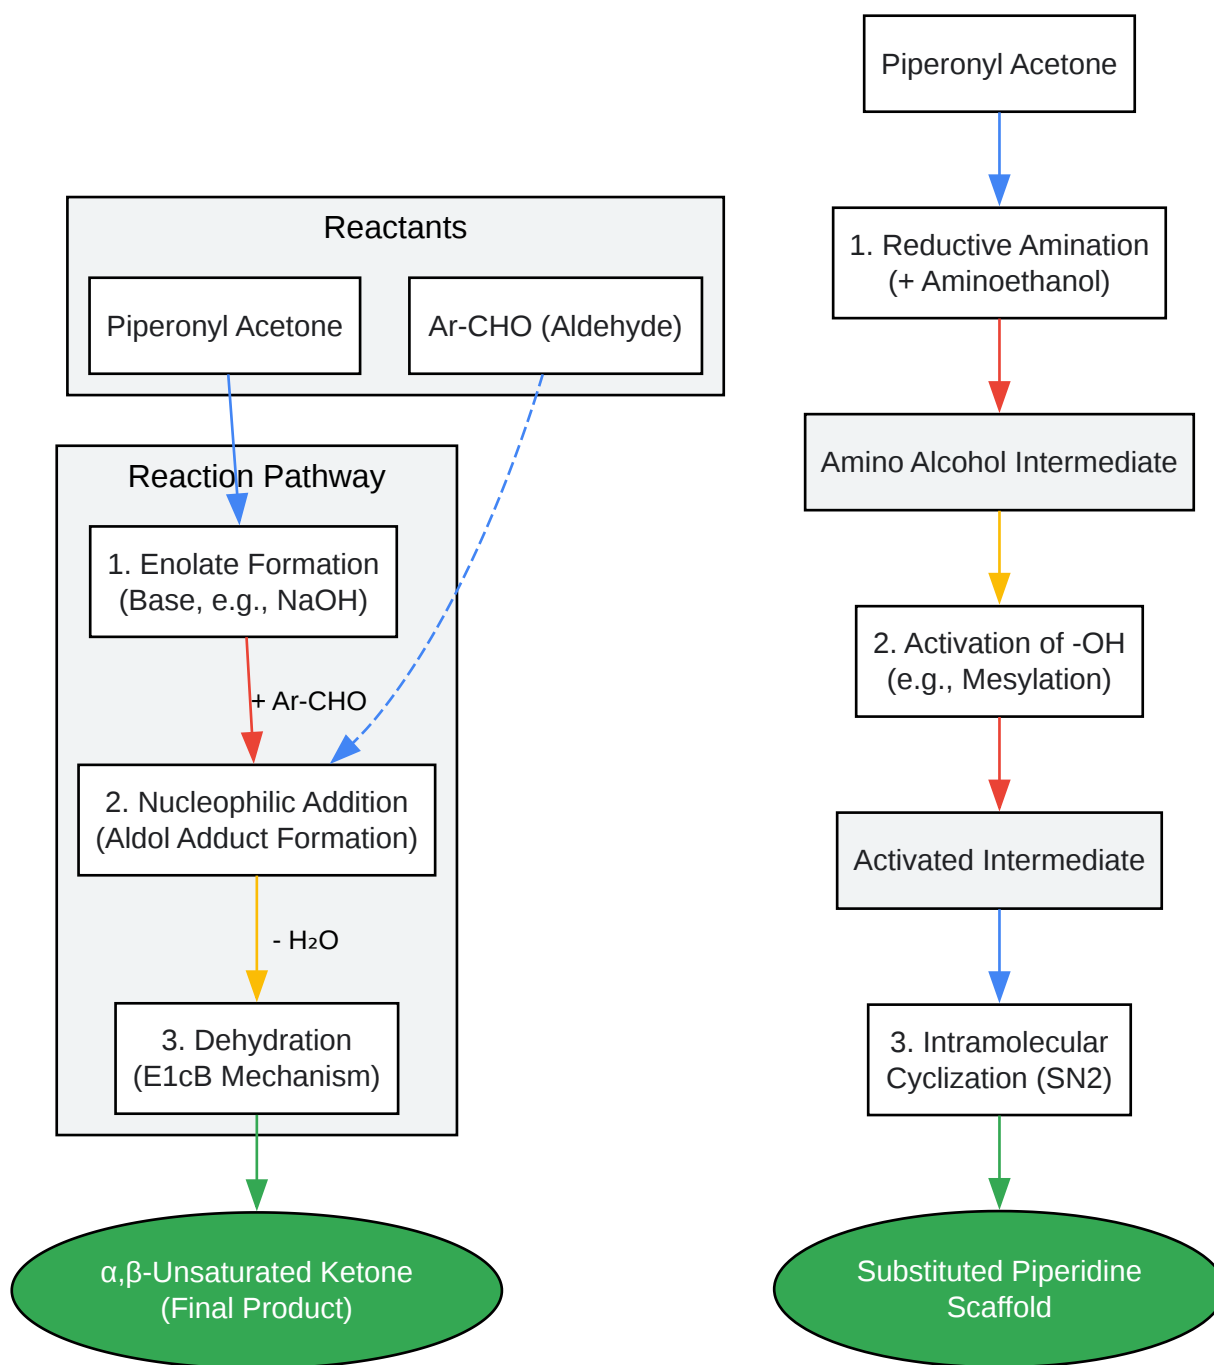 Reactants
Piperonyl Acetone
Ar-CHO (Aldehyde)
Reaction Pathway
1. Enolate Formation
(Base, e.g., NaOH)
+ Ar-CHO
2. Nucleophilic Addition
(Aldol Adduct Formation)
- H₂O
3. Dehydration
(E1cB Mechanism)
α,β-Unsaturated Ketone
(Final Product)
Piperonyl Acetone
1. Reductive Amination
(+ Aminoethanol)
Amino Alcohol Intermediate
2. Activation of -OH
(e.g., Mesylation)
Activated Intermediate
3. Intramolecular
Cyclization (SN2)
Substituted Piperidine
Scaffold